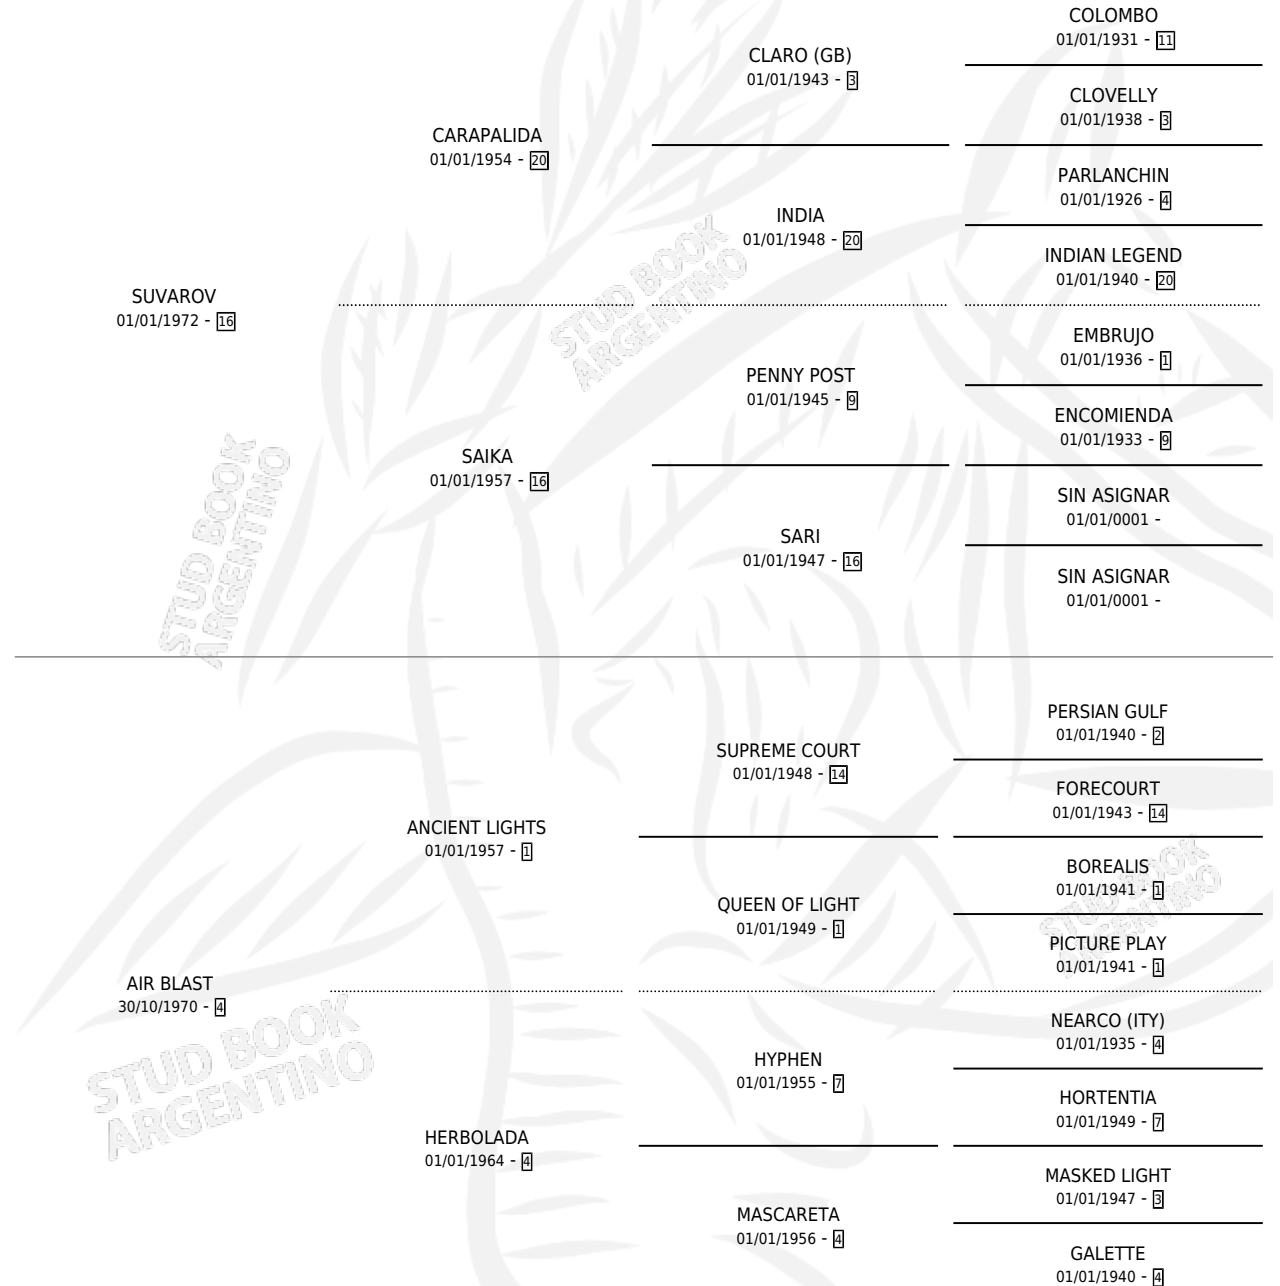 COLOMBO
01/01/1931 - 11
CLARO (GB)
01/01/1943 - 3
CLOVELLY
01/01/1938 - 3
CARAPALIDA
01/01/1954 - 20
PARLANCHIN
01/01/1926 - 4
INDIA
01/01/1948 - 20
INDIAN LEGEND
01/01/1940 - 20
SUVAROV
01/01/1972 - 16
EMBRUJO
01/01/1936 - 1
PENNY POST
01/01/1945 - 9
ENCOMIENDA
01/01/1933 - 9
SAIKA
01/01/1957 - 16
SIN ASIGNAR
01/01/0001 -
SARI
01/01/1947 - 16
SIN ASIGNAR
01/01/0001 -
PERSIAN GULF
01/01/1940 - 2
SUPREME COURT
01/01/1948 - 14
FORECOURT
01/01/1943 - 14
ANCIENT LIGHTS
01/01/1957 - 1
BOREALIS
01/01/1941 - 1
QUEEN OF LIGHT
01/01/1949 - 1
PICTURE PLAY
01/01/1941 - 1
AIR BLAST
30/10/1970 - 4
NEARCO (ITY)
01/01/1935 - 4
HYPHEN
01/01/1955 - 7
HORTENTIA
01/01/1949 - 7
HERBOLADA
01/01/1964 - 4
MASKED LIGHT
01/01/1947 - 3
MASCARETA
01/01/1956 - 4
GALETTE
01/01/1940 - 4
STUD BOOK
ARGENTINO
STUD BOOK
ARGENTINO
STUD BOOK
ARGENTINO
STUD BOOK
ARGENTINO